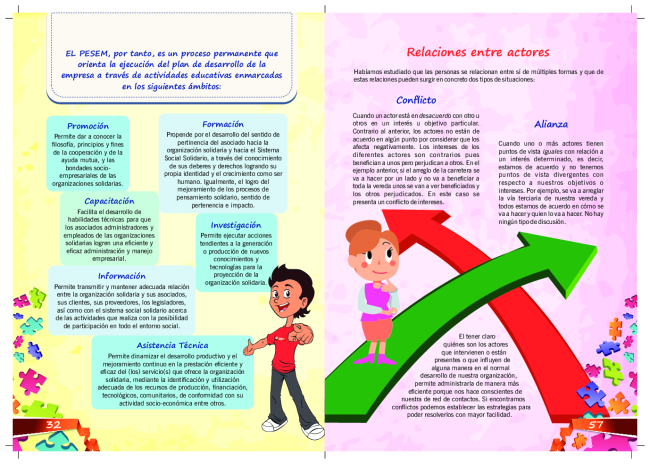 EL PESEM, por tanto, es un proceso permanente que
orienta la ejecución del plan de desarrollo de la
empresa a través de actividades educativas enmarcadas
en los siguientes ámbitos:
Promoción
Permite dar a conocer la
filosofía, principios y fines
de la cooperación y de la
ayuda mutua, y las
bondades socio-
empresariales de las
organizaciones solidarias.
Formación
Propende por el desarrollo del sentido de
pertinencia del asociado hacía la
organización solidaria y hacia el Sistema
Social Solidario, a través del conocimiento
de sus deberes y derechos logrando su
propia identidad y el crecimiento como ser
humano. Igualmente, el logro del
mejoramiento de los procesos de
pensamiento solidario, sentido de
pertenencia e impacto.
Capacitación
Facilita el desarrollo de
habilidades técnicas para que
los asociados administradores y
empleados de las organizaciones
solidarias logren una eficiente y
eficaz administración y manejo
empresarial.
Investigación
Permite ejecutar acciones
tendientes a la generación
o producción de nuevos
conocimientos y
tecnologías para la
proyección de la
organización solidaria.
Información
Permite transmitir y mantener adecuada relación
entre la organización solidaria y sus asociados,
sus clientes, sus proveedores, los legisladores,
así como con el sistema social solidario acerca
de las actividades que realiza con la posibilidad
de participación en todo el entorno social.
Asistencia Técnica
Permite dinamizar el desarrollo productivo y el
mejoramiento continuo en la prestación eficiente y
eficaz del (los) servicio(s) que ofrece la organización
solidaria, mediante la identificación y utilización
adecuada de los recursos de producción, financiación,
tecnológicos, comunitarios, de conformidad con su
actividad socio-económica entre otros.
32
Relaciones entre actores
Hablamos estudiado que las personas se relacionan entre sí de múltiples formas y que de
estas relaciones pueden surgir en concreto dos tipos de situaciones:
Conflicto
Cuando un actor está en desacuerdo con otro u
otros en un interés u objetivo particular.
Contrario al anterior, los actores no están de
acuerdo en algún punto por considerar que los
afecta negativamente. Los intereses de los
diferentes actores son contrarios pues
benefician a unos pero perjudican a otros. En el
ejemplo anterior, si el arreglo de la carretera se
va a hacer por un lado y no va a beneficiar a
toda la vereda unos se van a ver beneficiados y
los otros perjudicados. En este caso se
presenta un conflicto de intereses.
Alianza
Cuando uno o más actores tienen
puntos de vista iguales con relación a
un interés determinado, es decir,
estamos de acuerdo y no tenemos
puntos de vista divergentes con
respecto a nuestros objetivos o
intereses. Por ejemplo, se va a arreglar
la vía terciaria de nuestra vereda y
todos estamos de acuerdo en cómo se
va a hacer y quien lo va a hacer. No hay
ningún tipo de discusión.
El tener claro
quiénes son los actores
que intervienen o están
presentes o que influyen de
alguna manera en el normal
desarrollo de nuestra organización,
permite administrarla de manera más
eficiente porque nos hace conscientes de
nuestra de red de contactos. Si encontramos
conflictos podemos establecer las estrategias para
poder resolverlos con mayor facilidad.
57